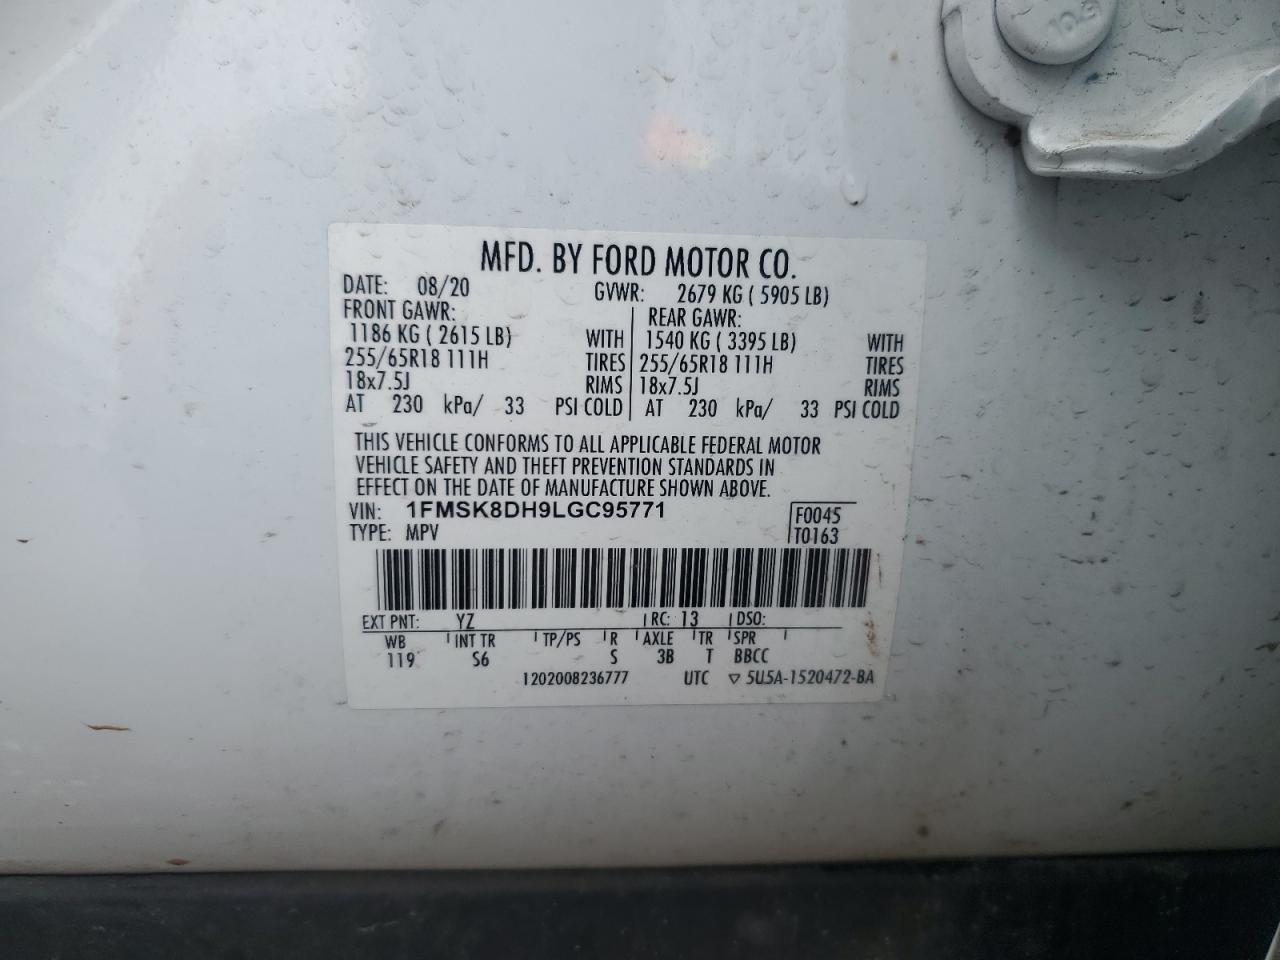 10.9
MFD. BY FORD MOTOR CO.
DATE: 08/20 GVWR: 2679 KG ( 5905 LB)
FRONT GAWR: REAR GAWR:
1186 KG ( 2615 LB) WITH 1540 KG ( 3395 LB) WITH
255/65R18 111H TIRES 255/65R18 111H TIRES
18x7.5J RIMS 18x7.5J RIMS
AT 230 kPa/ 33 PSI COLD AT 230 kPa/ 33 PSI COLD
THIS VEHICLE CONFORMS TO ALL APPLICABLE FEDERAL MOTOR
VEHICLE SAFETY AND THEFT PREVENTION STANDARDS IN
EFFECT ON THE DATE OF MANUFACTURE SHOWN ABOVE.
VIN: 1FMSK8DH9LGC95771 F0045
TYPE: MPV T0163
EXT PNT: YZ RC: 13 DSO:
WB INT TR TP/PS R AXLE TR SPR
119 S6 S 3B T BBCC
1202008236777 UTC ▽ 5U5A-1520472-BA